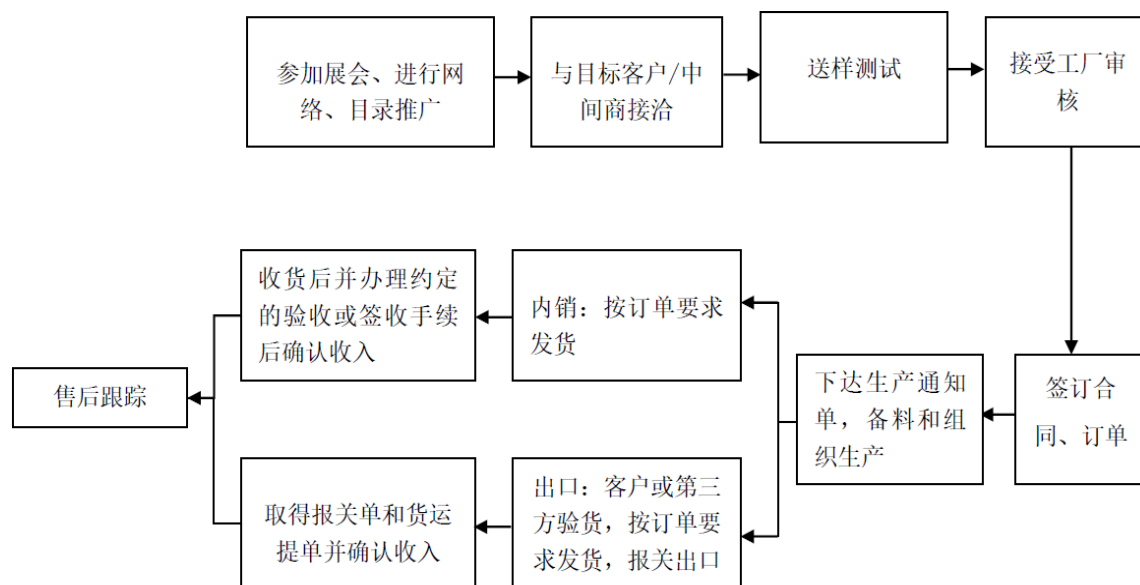 参加展会、进行网
络、目录推广
与目标客户/中
间商接洽
送样测试
接受工厂审
核
签订合
同、订单
下达生产通知
单，备料和组
织生产
内销：按订单要求
发货
收货后并办理约定
的验收或签收手续
后确认收入
出口：客户或第三
方验货，按订单要
求发货，报关出口
取得报关单和货运
提单并确认收入
售后跟踪